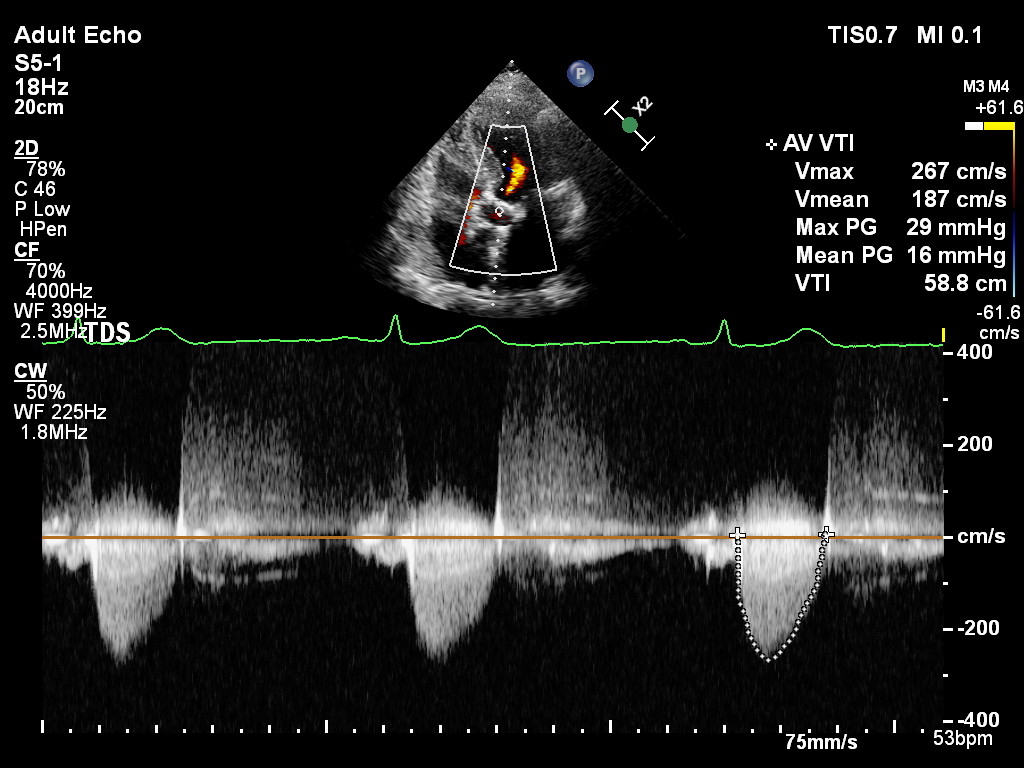 Adult Echo
TIS0.7 MI 0.1
S5-1
18Hz
20cm
P
X2
M3 M4
+61.6
2D
78%
C 46
P Low
HPen
CF
70%
4000Hz
WF 399Hz
2.5MHz
TDS
AV VTI
Vmax 267 cm/s
Vmean 187 cm/s
Max PG 29 mmHg
Mean PG 16 mmHg
VTI 58.8 cm
-61.6
cm/s
CW
50%
WF 225Hz
1.8MHz
400
200
cm/s
-200
-400
75mm/s
53bpm